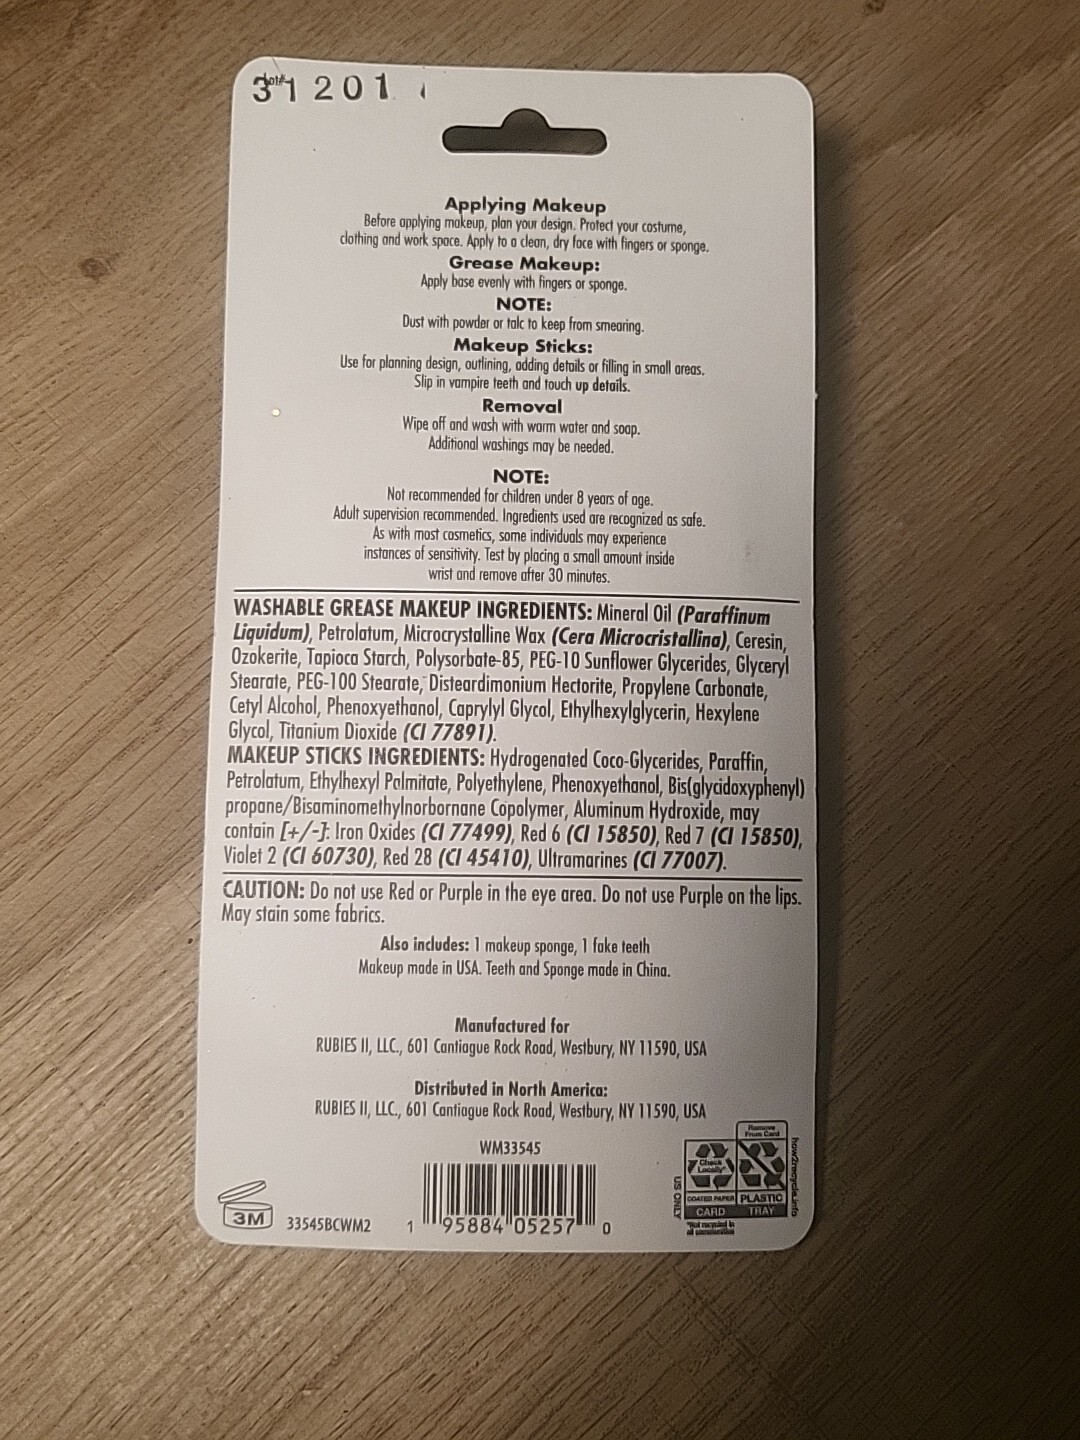 Lot#
31201
Applying Makeup
Before applying makeup, plan your design. Protect your costume,
clothing and work space. Apply to a clean, dry face with fingers or sponge.
Grease Makeup:
Apply base evenly with fingers or sponge.
NOTE:
Dust with powder or talc to keep from smearing.
Makeup Sticks:
Use for planning design, outlining, adding details or filling in small areas.
Slip in vampire teeth and touch up details.
Removal
Wipe off and wash with warm water and soap.
Additional washings may be needed.
NOTE:
Not recommended for children under 8 years of age.
Adult supervision recommended. Ingredients used are recognized as safe.
As with most cosmetics, some individuals may experience
instances of sensitivity. Test by placing a small amount inside
wrist and remove after 30 minutes.
WASHABLE GREASE MAKEUP INGREDIENTS: Mineral Oil (Paraffinum
Liquidum), Petrolatum, Microcrystalline Wax (Cera Microcristallina), Ceresin,
Ozokerite, Tapioca Starch, Polysorbate-85, PEG-10 Sunflower Glycerides, Glyceryl
Stearate, PEG-100 Stearate, Disteardimonium Hectorite, Propylene Carbonate,
Cetyl Alcohol, Phenoxyethanol, Caprylyl Glycol, Ethylhexylglycerin, Hexylene
Glycol, Titanium Dioxide (CI 77891).
MAKEUP STICKS INGREDIENTS: Hydrogenated Coco-Glycerides, Paraffin,
Petrolatum, Ethylhexyl Palmitate, Polyethylene, Phenoxyethanol, Bis(glycidoxyphenyl)
propane/Bisaminomethylnorbornane Copolymer, Aluminum Hydroxide, may
contain [+/-]: Iron Oxides (CI 77499), Red 6 (CI 15850), Red 7 (CI 15850),
Violet 2 (CI 60730), Red 28 (CI 45410), Ultramarines (CI 77007).
CAUTION: Do not use Red or Purple in the eye area. Do not use Purple on the lips.
May stain some fabrics.
Also includes: 1 makeup sponge, 1 fake teeth
Makeup made in USA. Teeth and Sponge made in China.
Manufactured for
RUBIES II, LLC., 601 Cantiague Rock Road, Westbury, NY 11590, USA
Distributed in North America:
RUBIES II, LLC., 601 Cantiague Rock Road, Westbury, NY 11590, USA
WM33545
3M
33545BCWM2
1 95884 05257 0
US ONLY
Check
Locally*
COATED PAPER
CARD
Remove
From Card
PLASTIC
TRAY
how2recycle.info
*Not recycled in
all